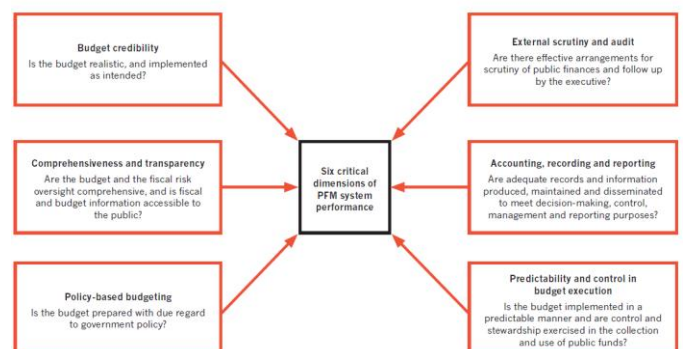 Budget credibility
Is the budget realistic, and implemented
as intended?
External scrutiny and audit
Are there effective arrangements for
scrutiny of public finances and follow up
by the executive?
Comprehensiveness and transparency
Are the budget and the fiscal risk
oversight comprehensive, and is fiscal
and budget information accessible to
the public?
Six critical
dimensions of
PFM system
performance
Accounting, recording and reporting
Are adequate records and information
produced, maintained and disseminated
to meet decision-making, control,
management and reporting purposes?
Policy-based budgeting
Is the budget prepared with due regard
to government policy?
Predictability and control in
budget execution
Is the budget implemented in a
predictable manner and are control and
stewardship exercised in the collection
and use of public funds?